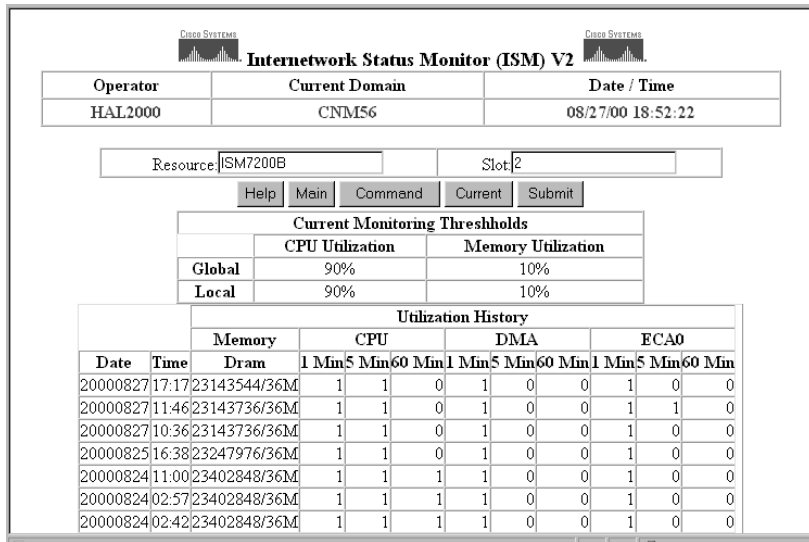 CISCO SYSTEMS CISCO SYSTEMS
Internetwork Status Monitor (ISM) V2
Operator Current Domain Date / Time
HAL2000 CNM56 08/27/00 18:52:22
Resource: ISM7200B Slot: 2
Help Main Command Current Submit
Current Monitoring Threshholds
CPU Utilization Memory Utilization
Global 90% 10%
Local 90% 10%
Utilization History
Memory CPU DMA ECA0
Date Time Dram 1 Min 5 Min 60 Min 1 Min 5 Min 60 Min 1 Min 5 Min 60 Min
20000827 17:17 23143544/36M 1 1 0 1 0 0 1 0 0
20000827 11:46 23143736/36M 1 1 0 1 0 0 1 1 0
20000827 10:36 23143736/36M 1 1 0 1 0 0 1 0 0
20000825 16:38 23247976/36M 1 1 0 1 0 0 1 0 0
20000824 11:00 23402848/36M 1 1 1 1 0 0 1 0 0
20000824 02:57 23402848/36M 1 1 1 1 0 0 1 0 0
20000824 02:42 23402848/36M 1 1 1 1 0 0 1 0 0